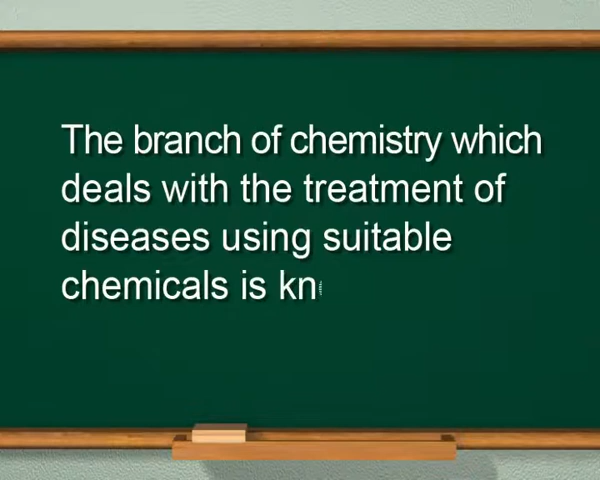 The branch of chemistry which
deals with the treatment of
diseases using suitable
chemicals is kn